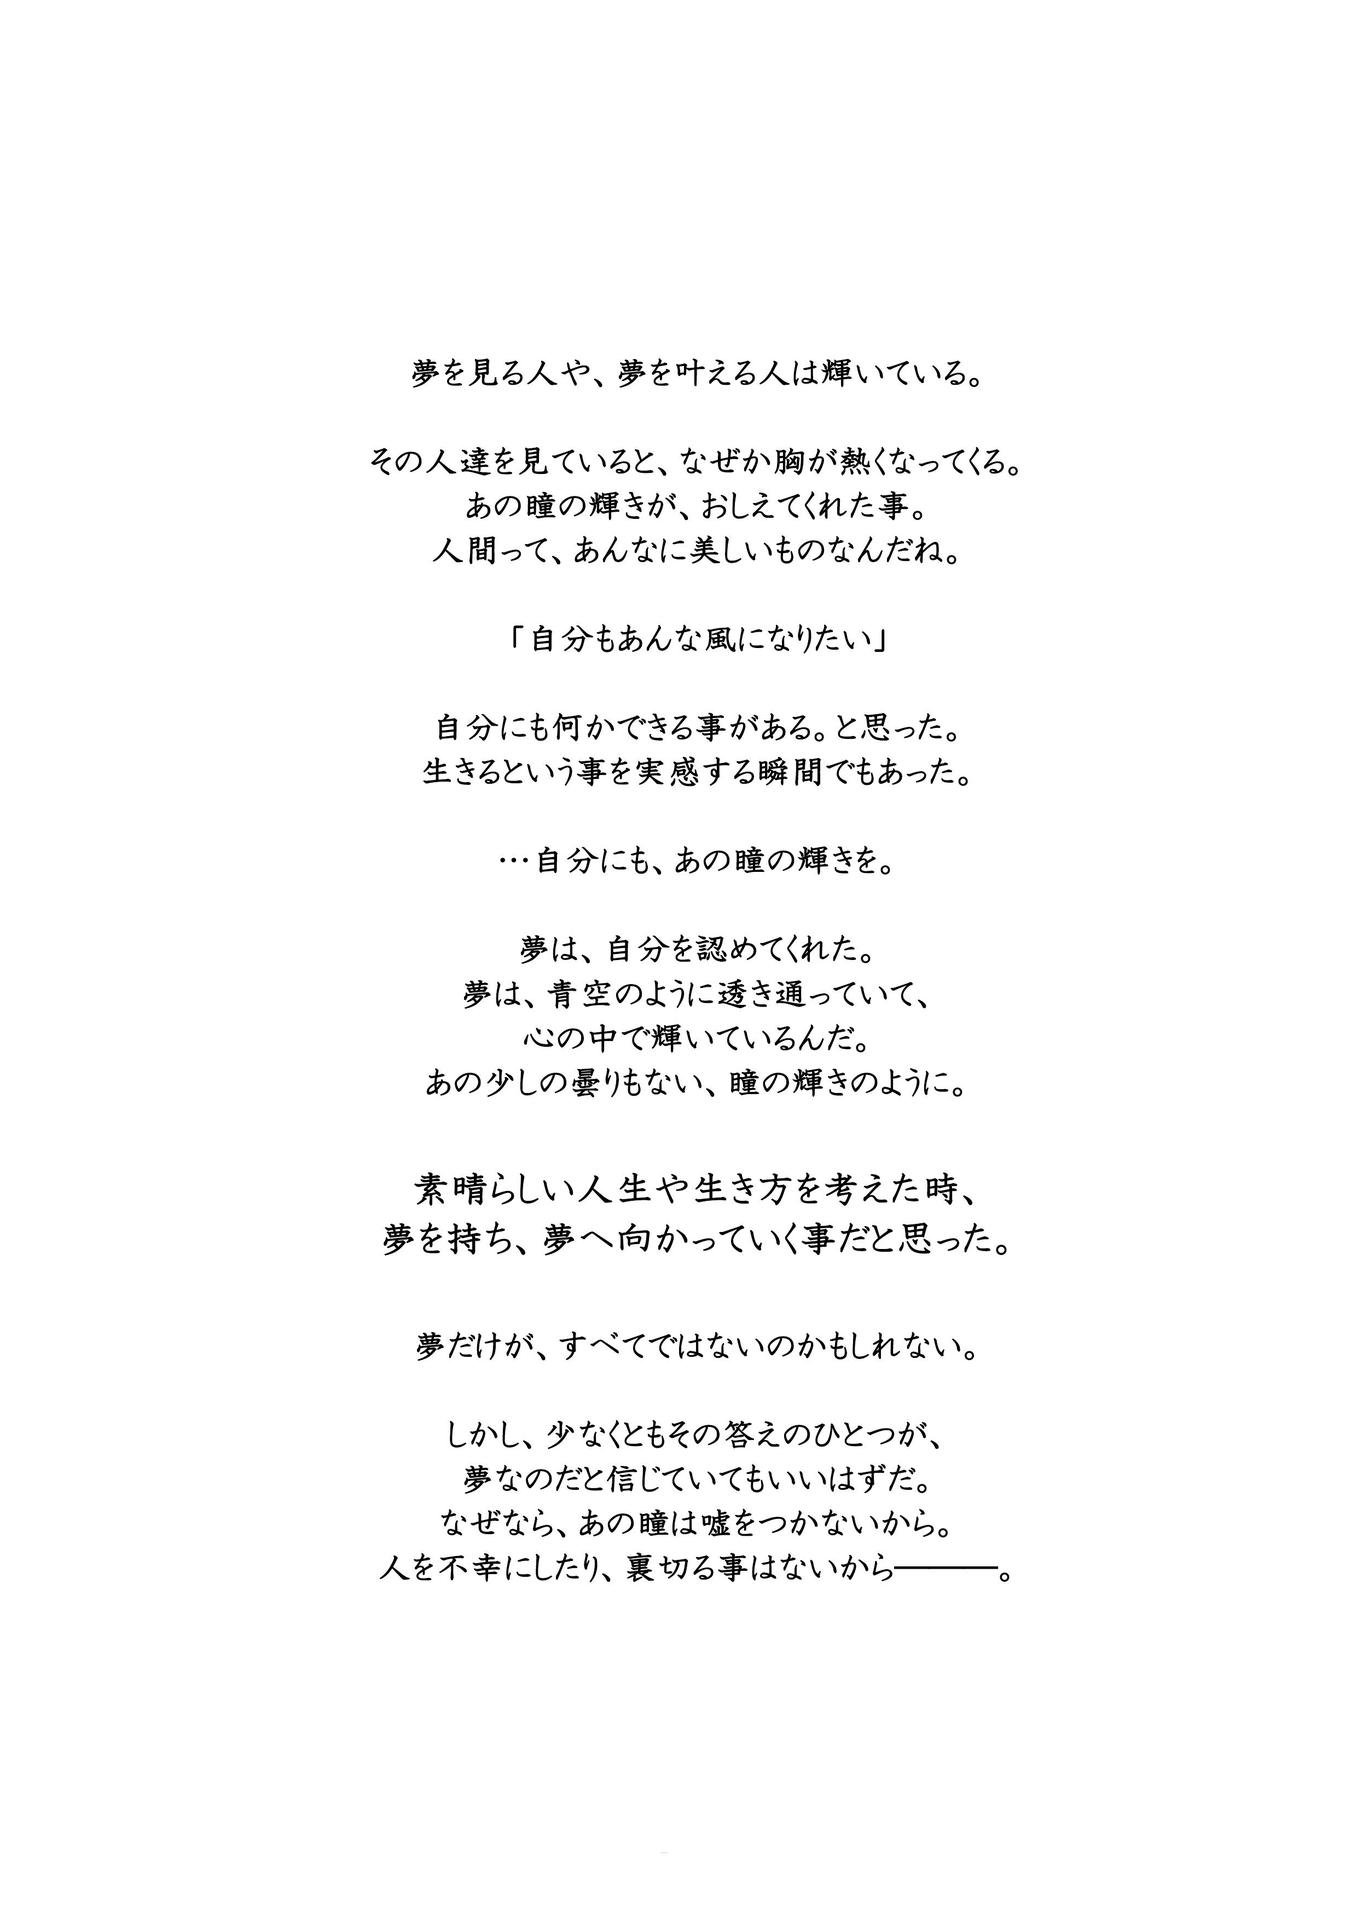 夢を見る人や、夢を叶える人は輝いている。
その人達を見ていると、なぜか胸が熱くなってくる。
あの瞳の輝きが、おしえてくれた事。
人間って、あんなに美しいものなんだね。
「自分もあんな風になりたい」
自分にも何かできる事がある。と思った。
生きるという事を実感する瞬間でもあった。
…自分にも、あの瞳の輝きを。
夢は、自分を認めてくれた。
夢は、青空のように透き通っていて、
心の中で輝いているんだ。
あの少しの曇りもない、瞳の輝きのように。
素晴らしい人生や生き方を考えた時、
夢を持ち、夢へ向かっていく事だと思った。
夢だけが、すべてではないのかもしれない。
しかし、少なくともその答えのひとつが、
夢なのだと信じていてもいいはずだ。
なぜなら、あの瞳は嘘をつかないから。
人を不幸にしたり、裏切る事はないから―――。